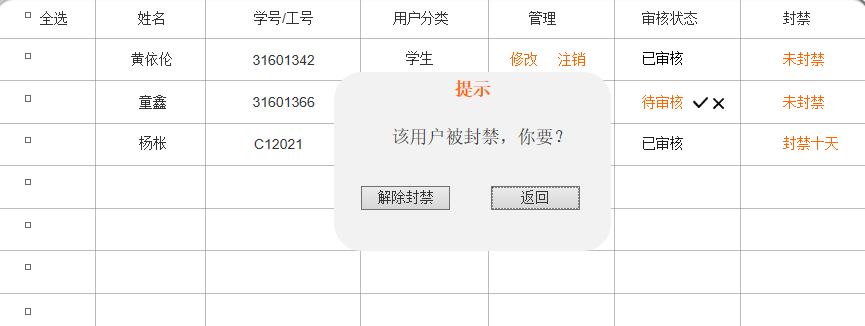 全选 姓名 学号/工号 用户分类 管理 审核状态 封禁
黄依伦 31601342 学生 修改 注销 已审核 未封禁
童鑫 31601366 待审核 未封禁
杨枨 C12021 已审核 封禁十天
提示
该用户被封禁，你要？
解除封禁 返回